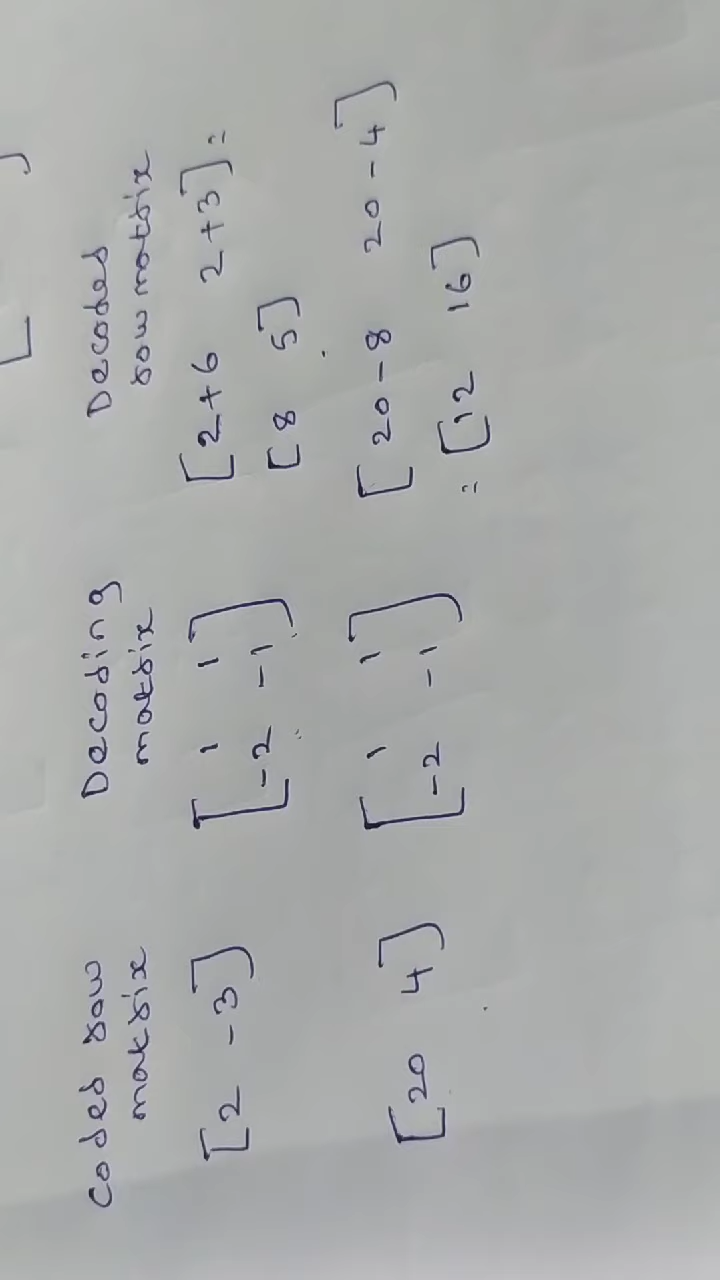 Coded row Decoding Decoded
matrix matrix row matrix
[2 -3] [1 1 [2+6 2+3] =
-2 -1] [8 5]
[20 4] [1 1 [20-8 20-4]
-2 -1] = [12 16]